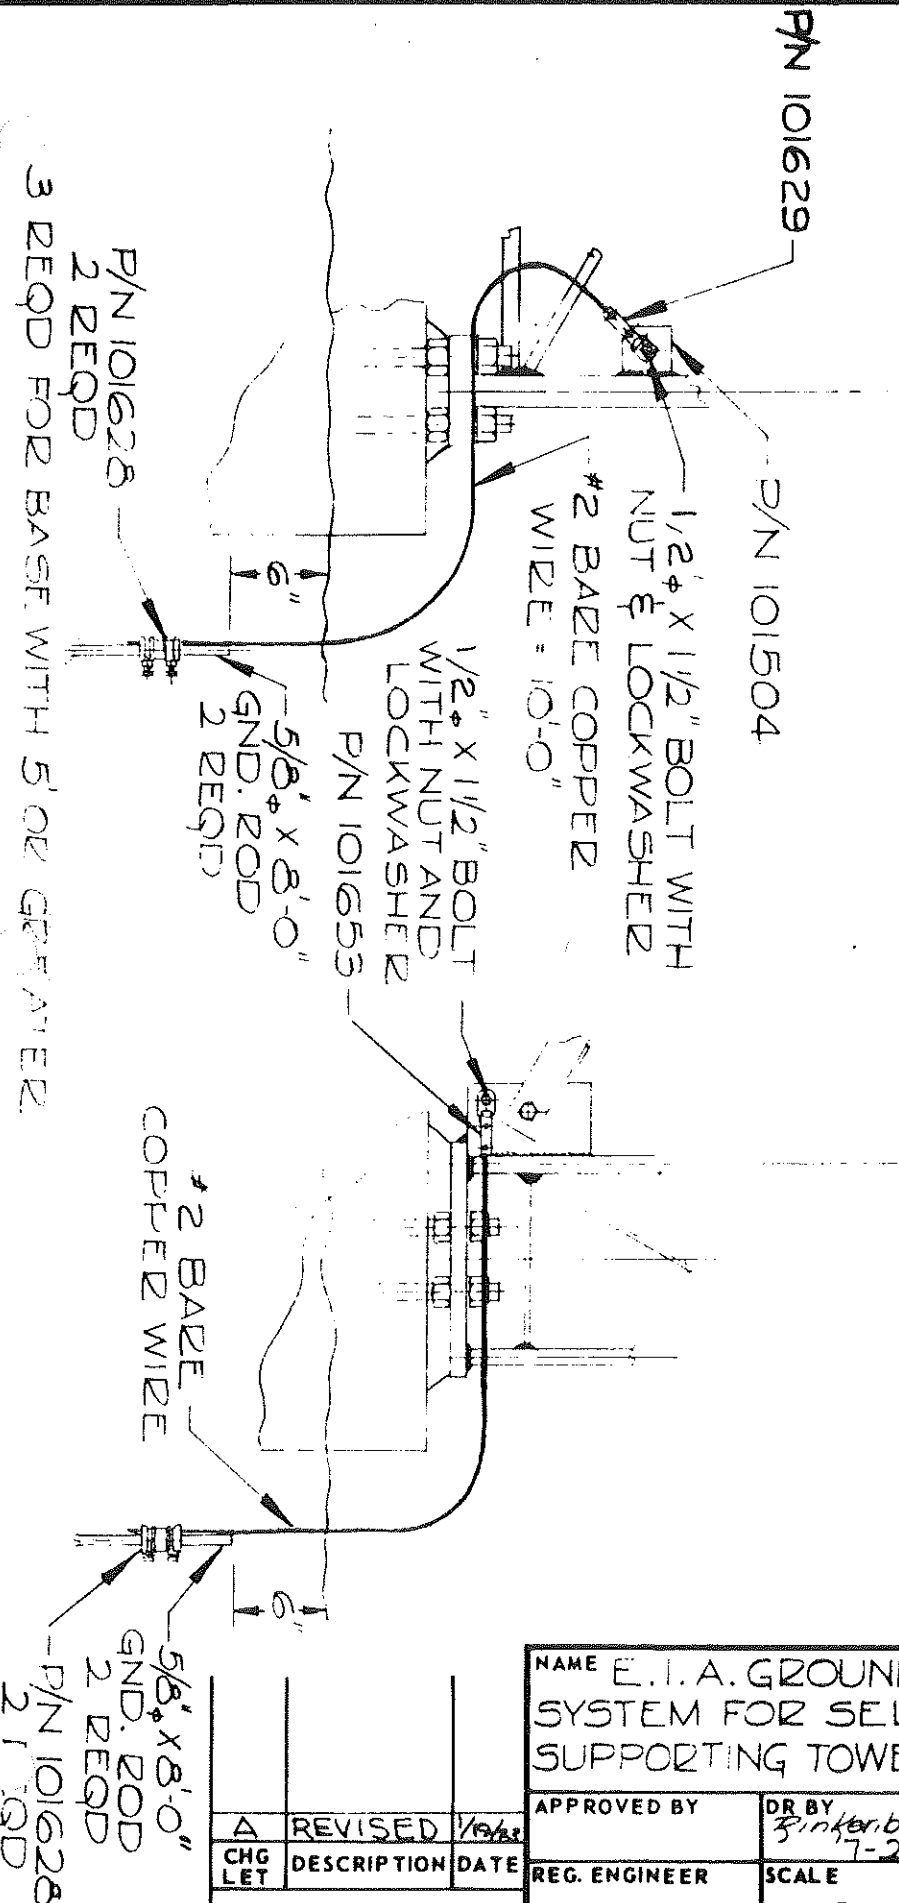 P/N 101629
P/N 101504
1/2"φ X 1 1/2" BOLT WITH
NUT & LOCKWASHER
#2 BARE COPPER
WIRE = 10'-0"
6"
5/8"φ X 8'-0"
GND. ROD
2 REQD
P/N 101628
2 REQD
3 REQD FOR BASE WITH 5' OR GREATER
1/2"φ X 1 1/2" BOLT
WITH NUT AND
LOCKWASHER
P/N 101653
#2 BARE
COPPER WIRE
6"
5/8"φ X 8'-0"
GND. ROD
2 REQD
P/N 101628
NAME E.I.A. GROUN
SYSTEM FOR SEL
SUPPORTING TOWE
APPROVED BY
DR BY
REG. ENGINEER
SCALE
A REVISED
CHG LET DESCRIPTION DATE